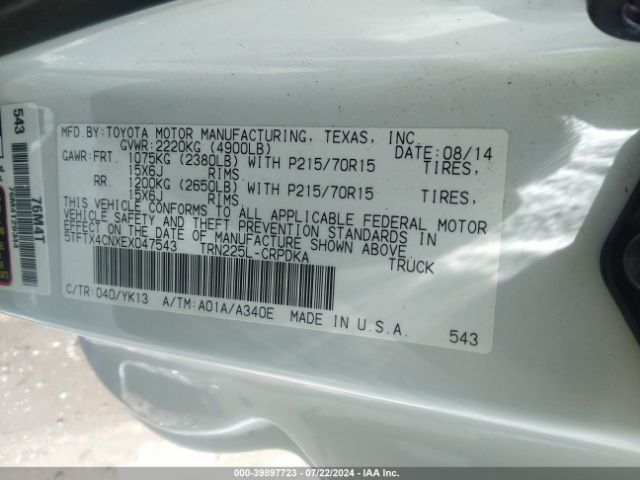 MFD.BY:TOYOTA MOTOR MANUFACTURING, TEXAS, INC.
GVWR:2220KG (4900LB) DATE:08/14
GAWR:FRT. 1075KG (2380LB) WITH P215/70R15 TIRES,
15X6J RIMS
RR. 1200KG (2650LB) WITH P215/70R15 TIRES,
15X6J RIMS
THIS VEHICLE CONFORMS TO ALL APPLICABLE FEDERAL MOTOR
VEHICLE SAFETY AND THEFT PREVENTION STANDARDS IN
EFFECT ON THE DATE OF MANUFACTURE SHOWN ABOVE.
5TFTX4CNXEX047543 TRN225L-CRPDKA TRUCK
C/TR:040/YK13 A/TM:A01A/A340E MADE IN U.S.A.
543
543
76M4T
000-39897723 - 07/22/2024 - IAA Inc.